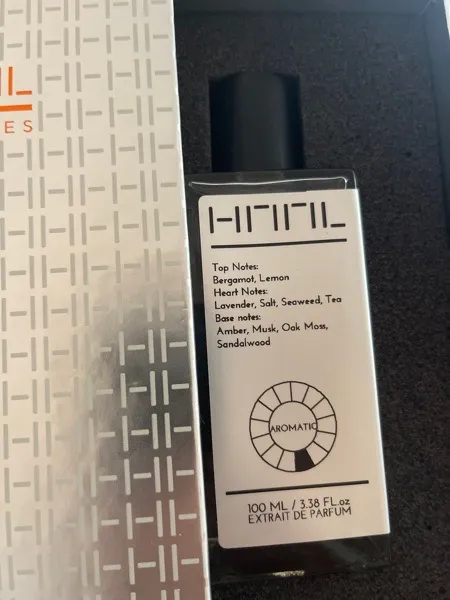 ES
Top Notes:
Bergamot, Lemon
Heart Notes:
Lavender, Salt, Seaweed, Tea
Base notes:
Amber, Musk, Oak Moss,
Sandalwood
AROMATIC
100 ML / 3.38 FL.oz
EXTRAIT DE PARFUM